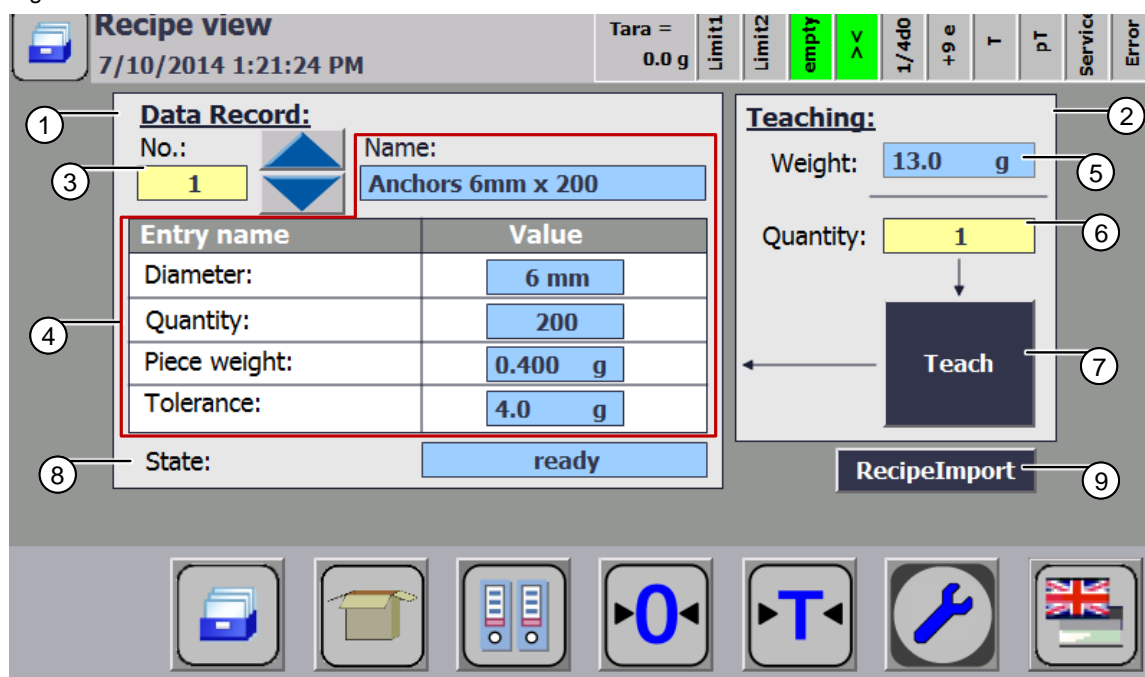 Recipe view
7/10/2014 1:21:24 PM
Tara =
0.0 g
Limit1
Limit2
empty
><
1/4d0
+9 e
T
pT
Service
Error
1
Data Record:
No.:
Name:
3
1
Anchors 6mm x 200
4
Entry name Value
Diameter: 6 mm
Quantity: 200
Piece weight: 0.400 g
Tolerance: 4.0 g
8
State: ready
2
Teaching:
Weight: 13.0 g
5
Quantity: 1
6
Teach
7
RecipeImport
9
0
T